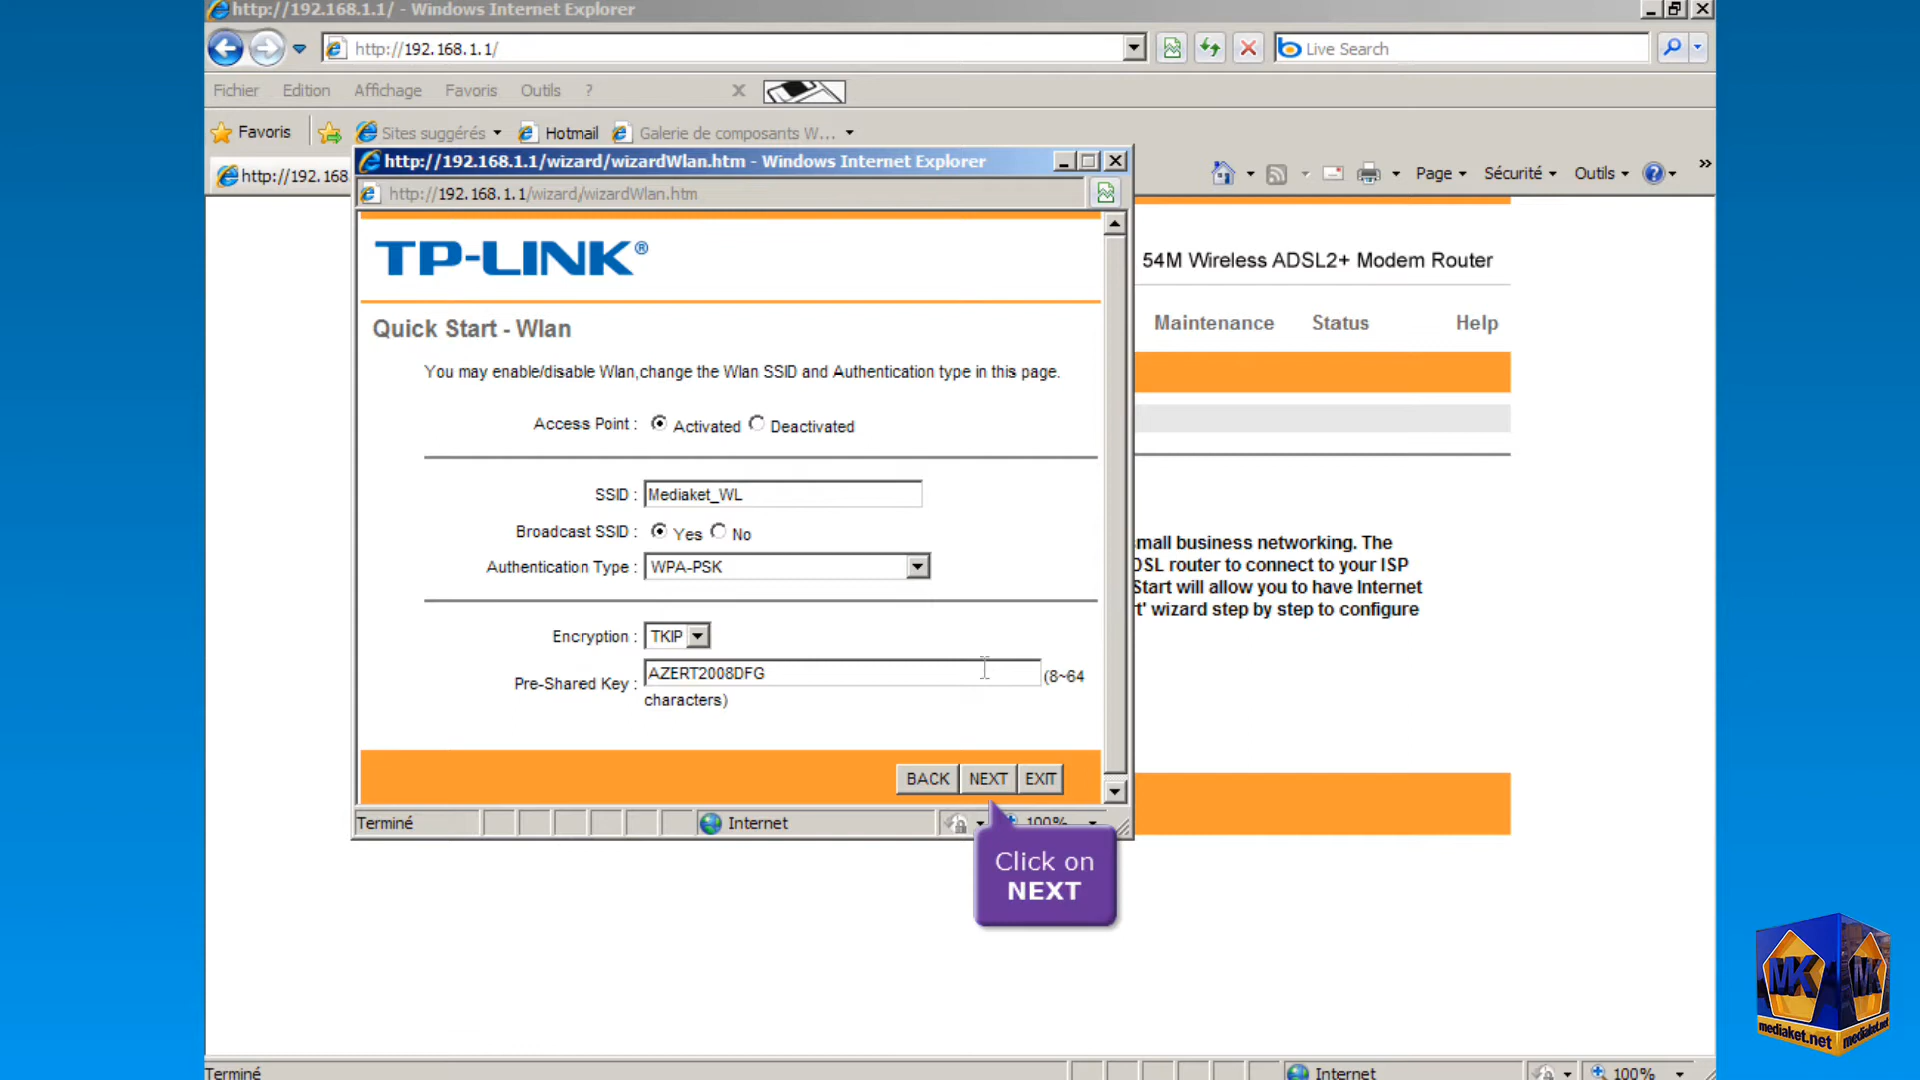 http://192.168.1.1/ - Windows Internet Explorer
http://192.168.1.1/
Live Search
Fichier Edition Affichage Favoris Outils ? X
Favoris Sites suggérés Hotmail Galerie de composants W...
http://192.168
Page Sécurité Outils
http://192.168.1.1/wizard/wizardWlan.htm - Windows Internet Explorer
http://192.168.1.1/wizard/wizardWlan.htm
TP-LINK®
54M Wireless ADSL2+ Modem Router
Maintenance Status Help
Quick Start - Wlan
You may enable/disable Wlan,change the Wlan SSID and Authentication type in this page.
Access Point : Activated Deactivated
SSID : Mediaket_WL
Broadcast SSID : Yes No
Authentication Type : WPA-PSK
Encryption : TKIP
Pre-Shared Key : AZERT2008DFG (8~64
characters)
mall business networking. The
DSL router to connect to your ISP
Start will allow you to have Internet
t' wizard step by step to configure
BACK NEXT EXIT
Terminé Internet 100%
Click on
NEXT
MK MK
mediaket.net mediaket.net
Terminé Internet 100%